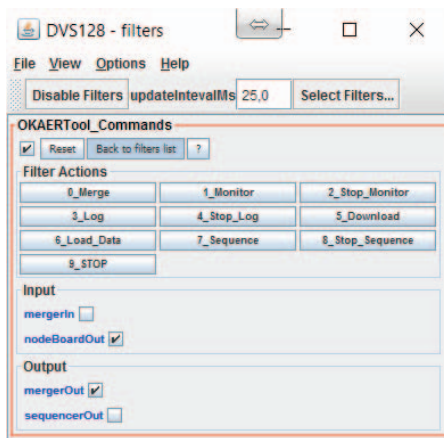 DVS128 - filters
File View Options Help
Disable Filters updateIntevalMs 25,0 Select Filters...
OKAERTool_Commands
Reset Back to filters list ?
Filter Actions
0_Merge 1_Monitor 2_Stop_Monitor
3_Log 4_Stop_Log 5_Download
6_Load_Data 7_Sequence 8_Stop_Sequence
9_STOP
Input
mergerIn
nodeBoardOut
Output
mergerOut
sequencerOut